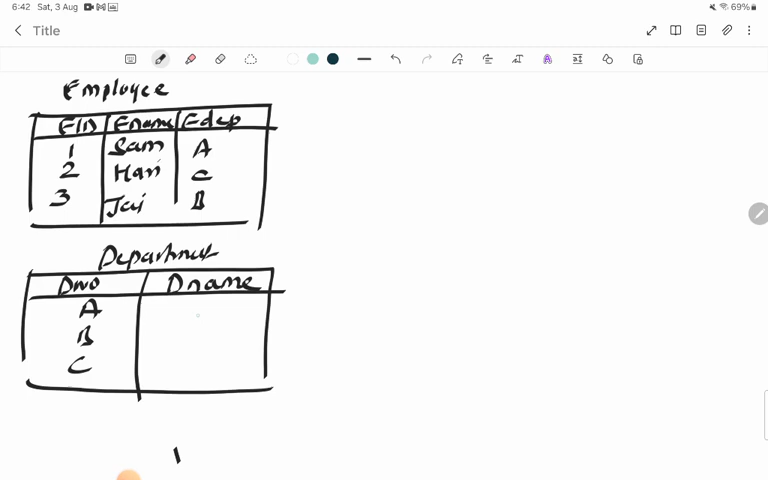 6:42 Sat, 3 Aug 69%
Title
Employee
EID Ename Edep
1 Sam A
2 Hari C
3 Jai B
Department
Dno Dname
A
B
C